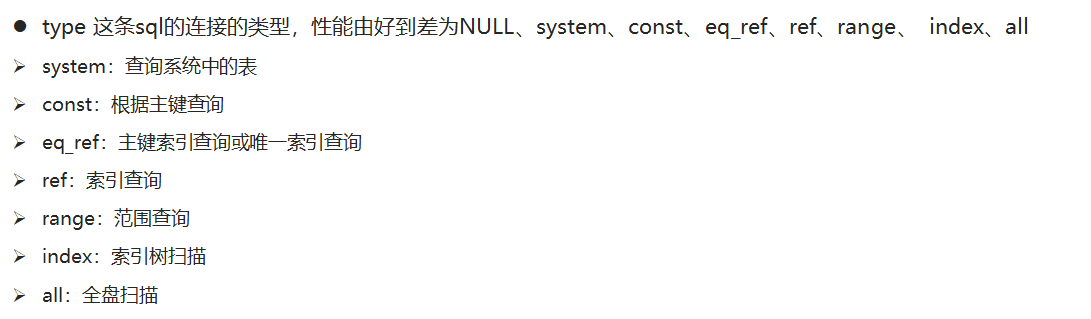 ● type 这条sql的连接的类型，性能由好到差为NULL、system、const、eq_ref、ref、range、 index、all
➢ system：查询系统中的表
➢ const：根据主键查询
➢ eq_ref：主键索引查询或唯一索引查询
➢ ref：索引查询
➢ range：范围查询
➢ index：索引树扫描
➢ all：全盘扫描